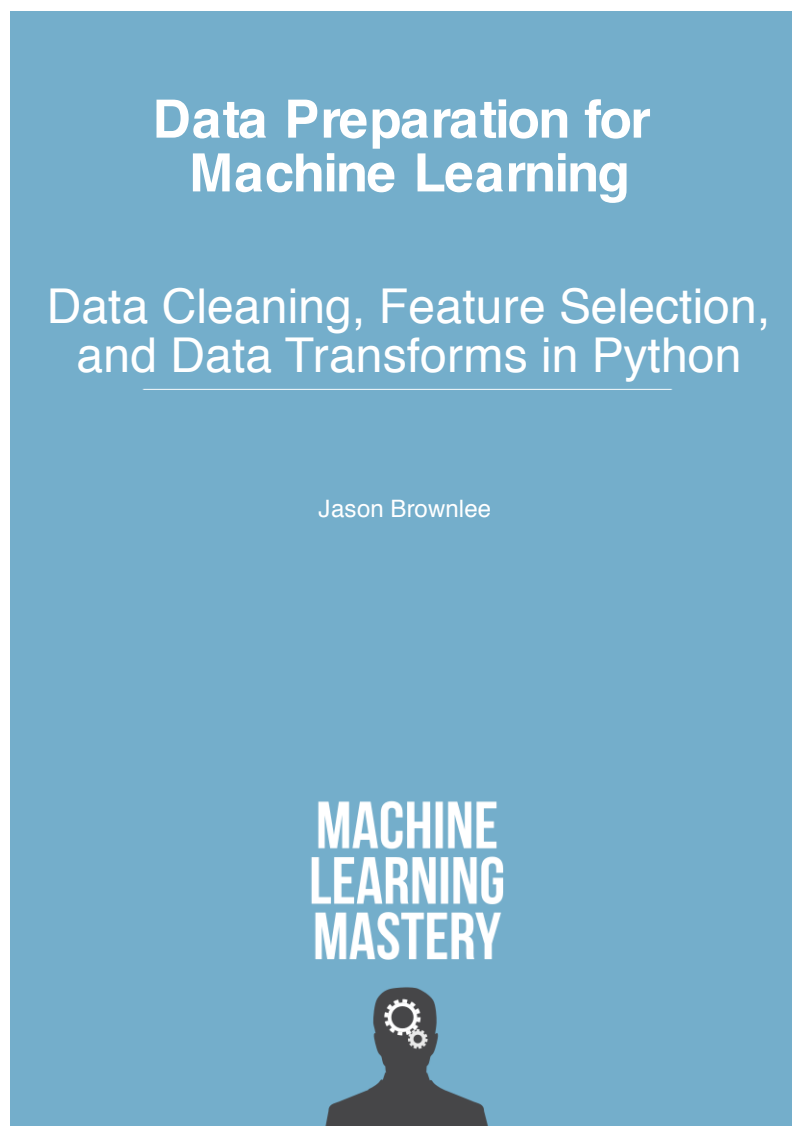 Data Preparation for
Machine Learning
Data Cleaning, Feature Selection,
and Data Transforms in Python
Jason Brownlee
MACHINE
LEARNING
MASTERY